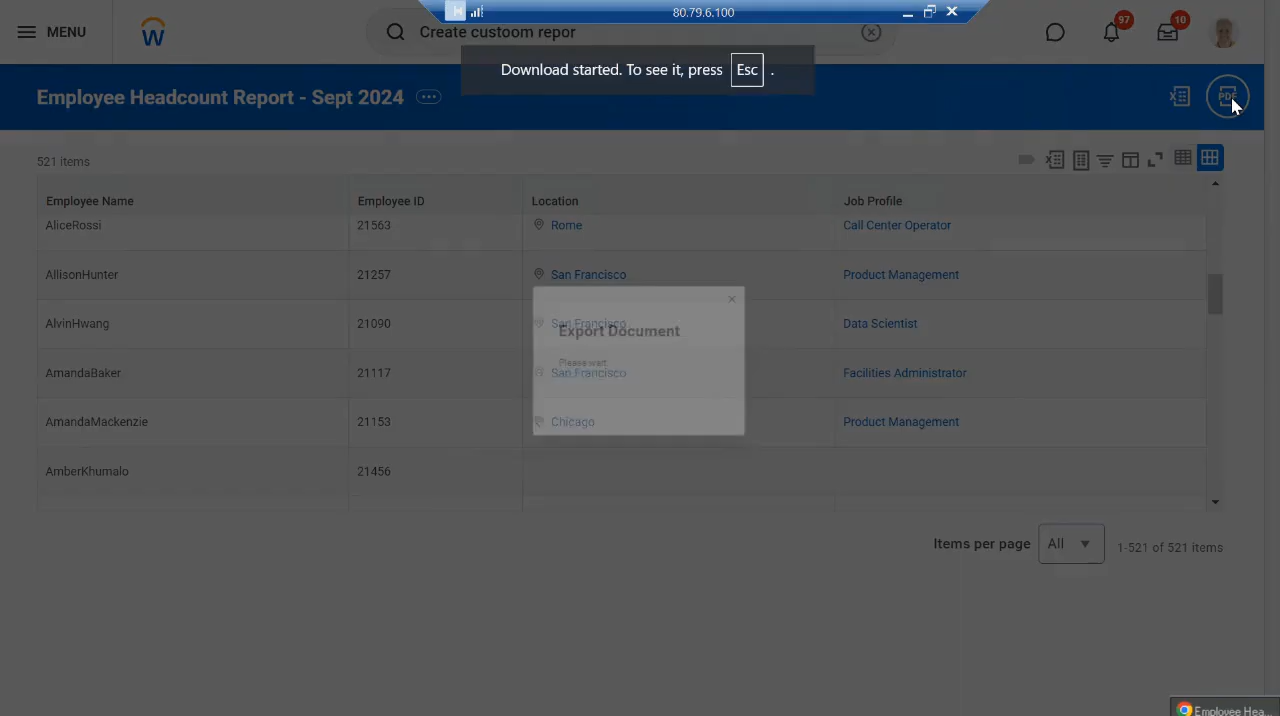 80.79.6.100
MENU
Create custoom repor
97
10
Download started. To see it, press Esc .
Employee Headcount Report - Sept 2024
PDF
521 items
Employee Name Employee ID Location Job Profile
AliceRossi 21563 Rome Call Center Operator
AllisonHunter 21257 San Francisco Product Management
AlvinHwang 21090 San Francisco Data Scientist
Export Document
Please wait
AmandaBaker 21117 San Francisco Facilities Administrator
AmandaMackenzie 21153 Chicago Product Management
AmberKhumalo 21456
Items per page All 1-521 of 521 items
Employee Hea...